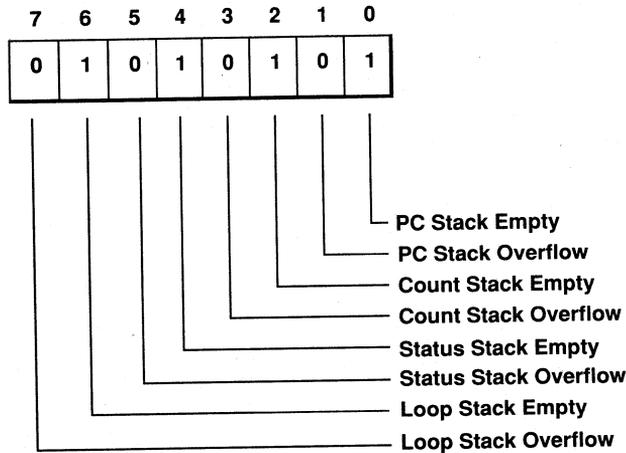 7 6 5 4 3 2 1 0
0 1 0 1 0 1 0 1
PC Stack Empty
PC Stack Overflow
Count Stack Empty
Count Stack Overflow
Status Stack Empty
Status Stack Overflow
Loop Stack Empty
Loop Stack Overflow